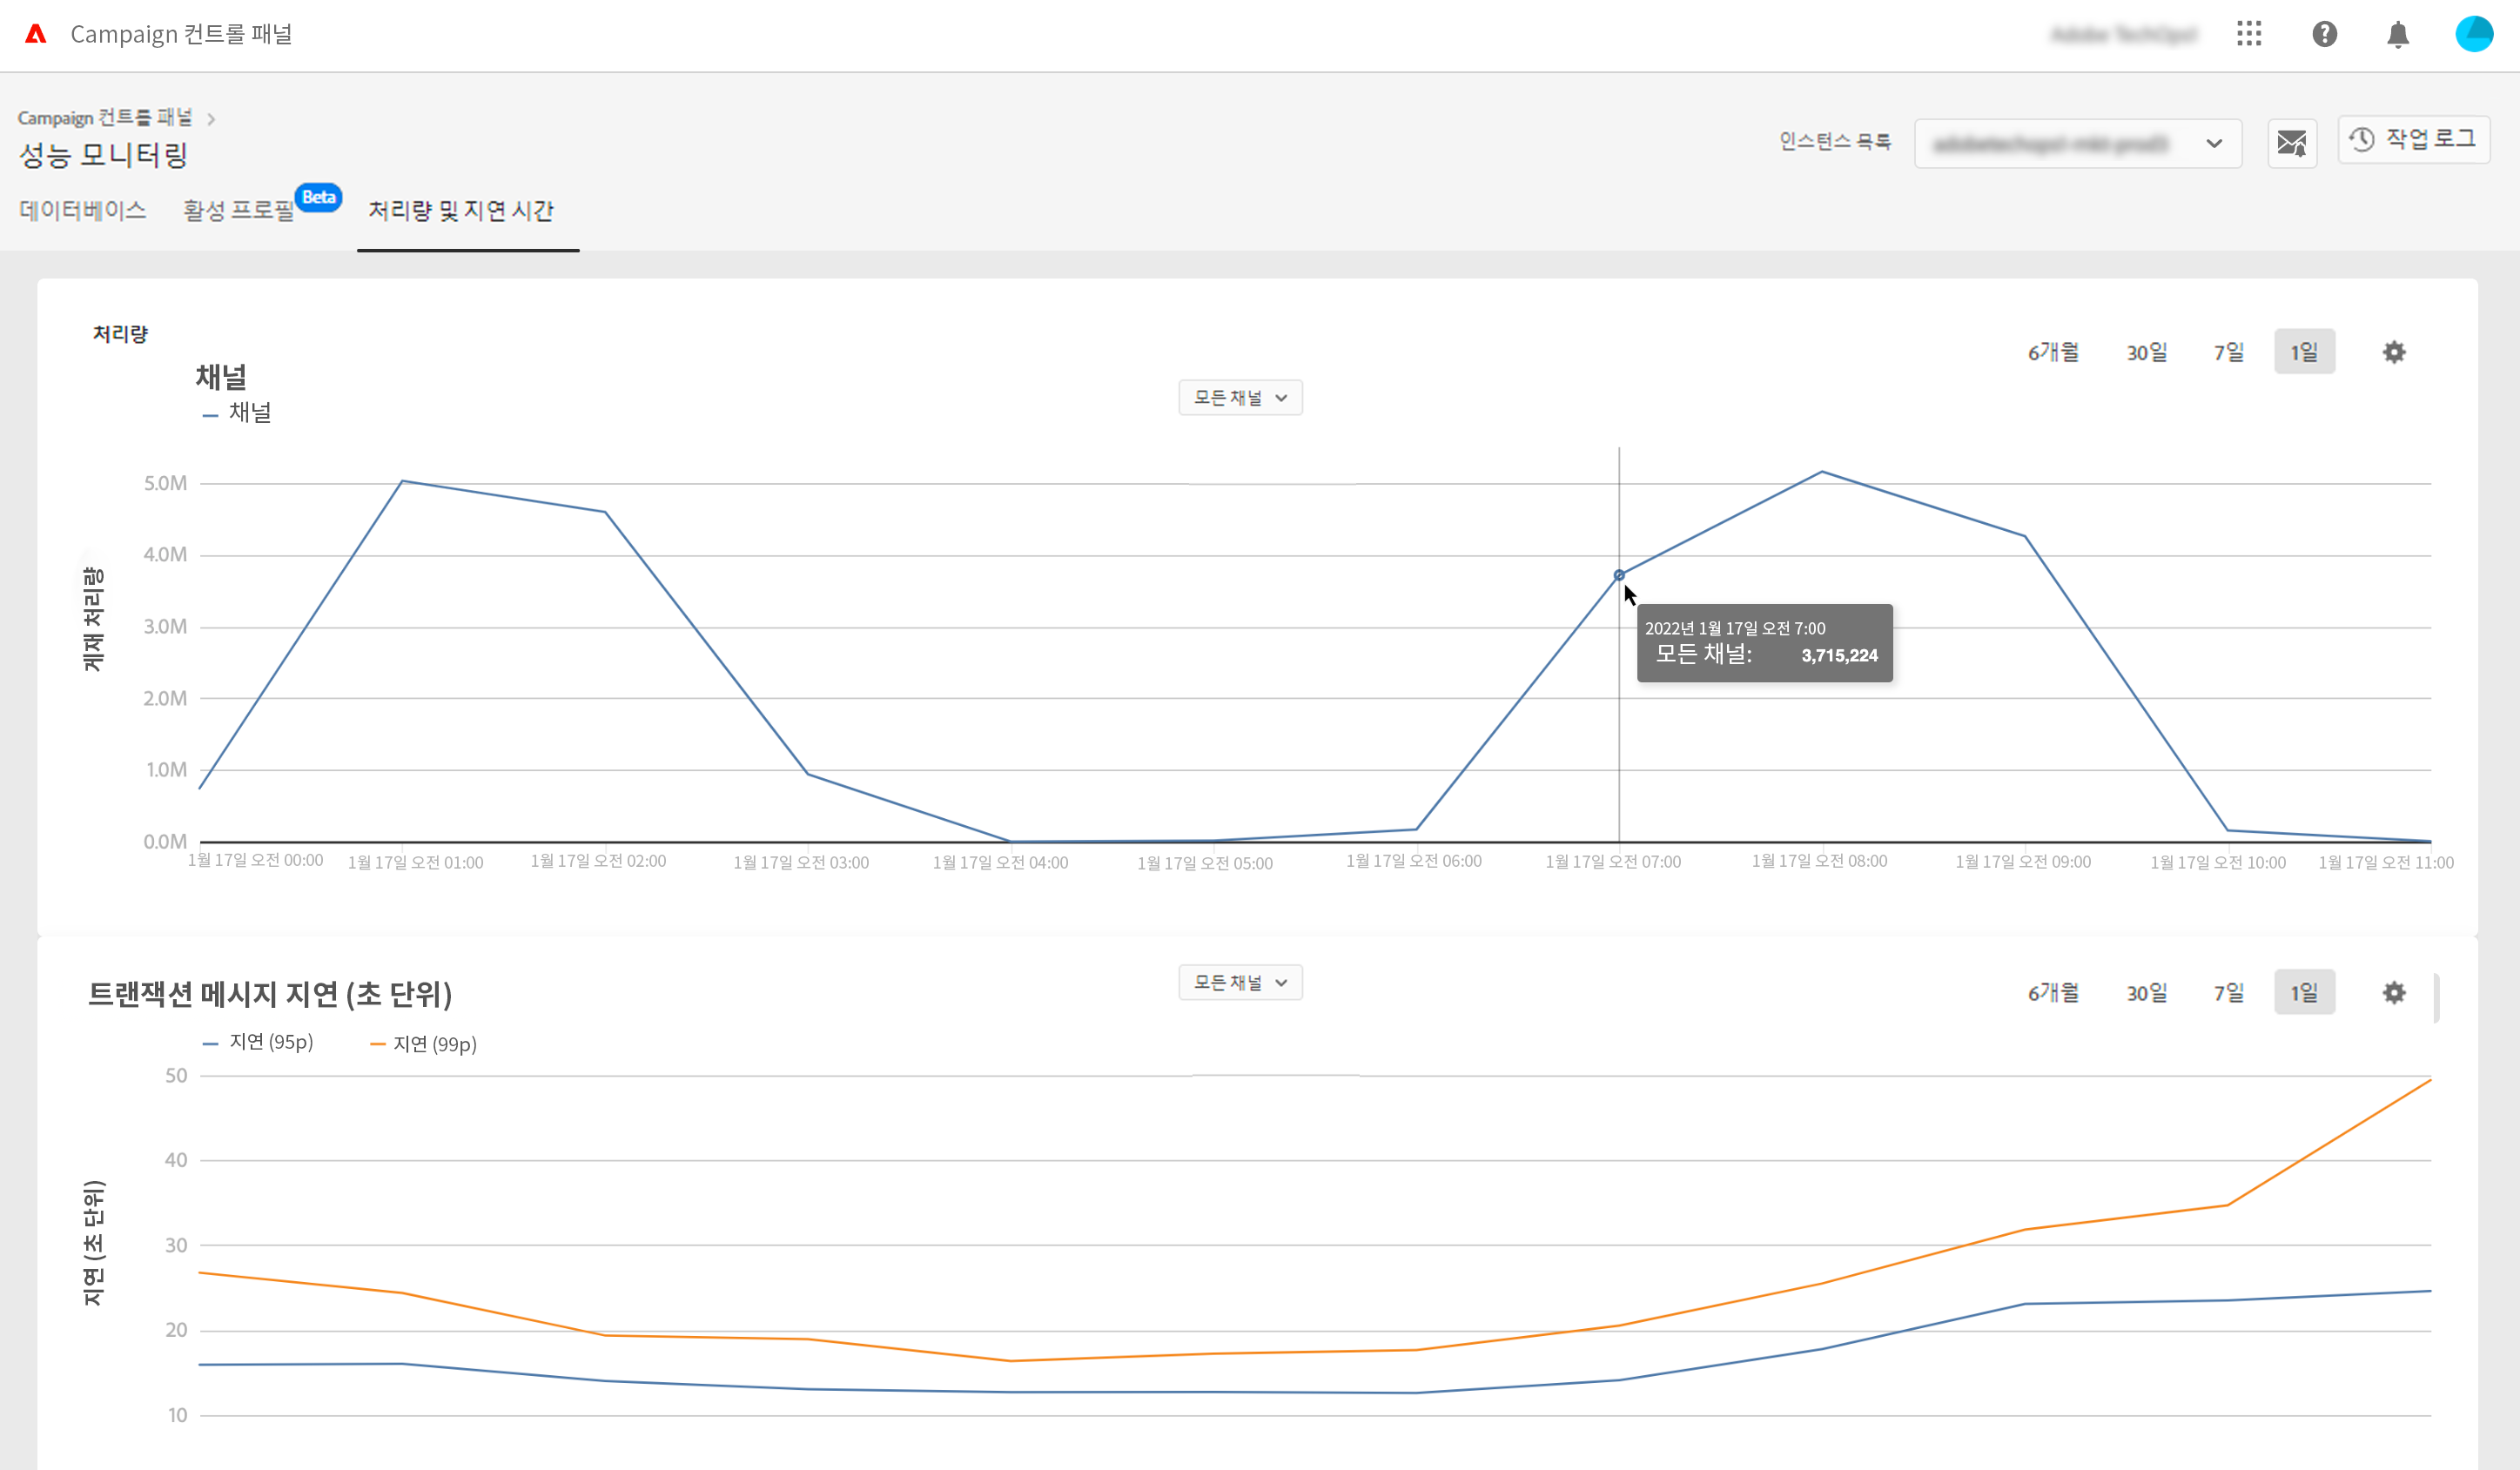 Campaign 컨트롤 패널
Campaign 컨트롤 패널
성능 모니터링
인스턴스 목록
작업 로그
데이터베이스
활성 프로필
Beta
처리량 및 지연 시간
처리량
6개월
30일
7일
1일
채널
채널
모든 채널
게재 처리량
5.0M
4.0M
3.0M
2.0M
1.0M
0.0M
2022년 1월 17일 오전 7:00
모든 채널: 3,715,224
1월 17일 오전 00:00
1월 17일 오전 01:00
1월 17일 오전 02:00
1월 17일 오전 03:00
1월 17일 오전 04:00
1월 17일 오전 05:00
1월 17일 오전 06:00
1월 17일 오전 07:00
1월 17일 오전 08:00
1월 17일 오전 09:00
1월 17일 오전 10:00
1월 17일 오전 11:00
트랜잭션 메시지 지연 (초 단위)
모든 채널
6개월
30일
7일
1일
지연 (95p)
지연 (99p)
지연 (초 단위)
50
40
30
20
10